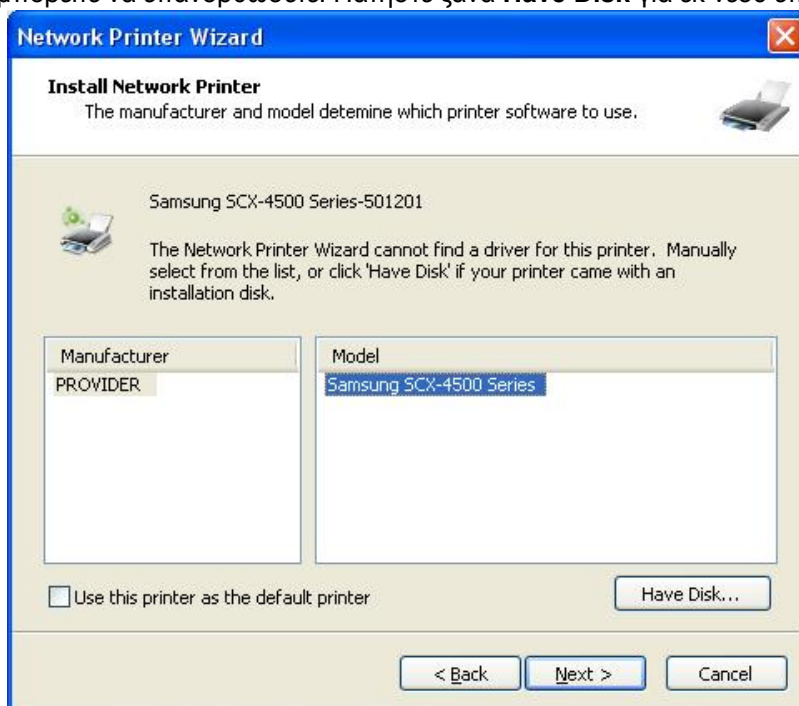 Network Printer Wizard
Install Network Printer
The manufacturer and model detemine which printer software to use.
Samsung SCX-4500 Series-501201
The Network Printer Wizard cannot find a driver for this printer. Manually
select from the list, or click 'Have Disk' if your printer came with an
installation disk.
Manufacturer Model
PROVIDER Samsung SCX-4500 Series
Use this printer as the default printer Have Disk...
< Back Next > Cancel